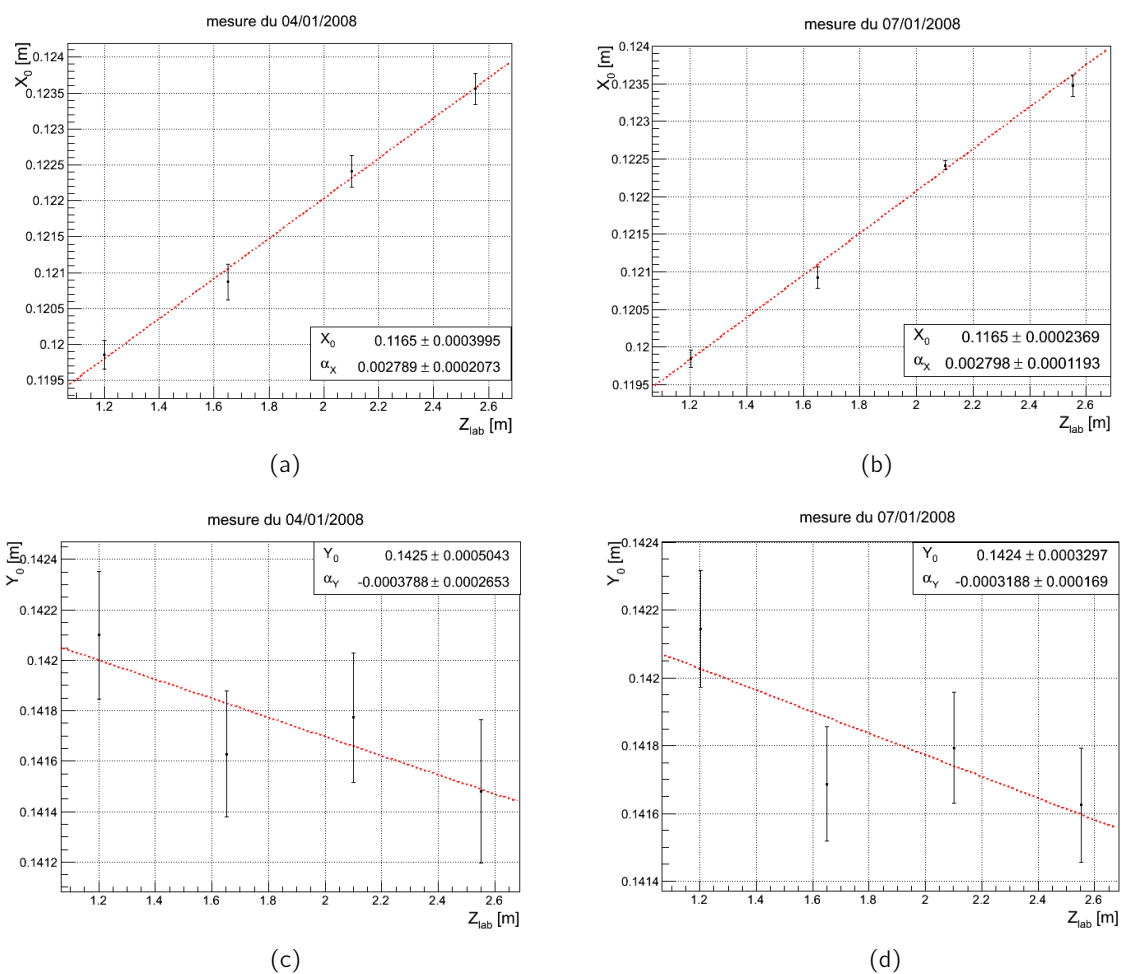 mesure du 04/01/2008
X0 [m]
0.124
0.1235
0.123
0.1225
0.122
0.1215
0.121
0.1205
0.12
0.1195
X0 0.1165 ± 0.0003995
αX 0.002789 ± 0.0002073
1.2 1.4 1.6 1.8 2 2.2 2.4 2.6
Zlab [m]
(a)
mesure du 07/01/2008
X0 [m]
0.124
0.1235
0.123
0.1225
0.122
0.1215
0.121
0.1205
0.12
0.1195
X0 0.1165 ± 0.0002369
αX 0.002798 ± 0.0001193
1.2 1.4 1.6 1.8 2 2.2 2.4 2.6
Zlab [m]
(b)
mesure du 04/01/2008
Y0 [m]
0.1424
0.1422
0.142
0.1418
0.1416
0.1414
0.1412
Y0 0.1425 ± 0.0005043
αY -0.0003788 ± 0.0002653
1.2 1.4 1.6 1.8 2 2.2 2.4 2.6
Zlab [m]
(c)
mesure du 07/01/2008
Y0 [m]
0.1424
0.1422
0.142
0.1418
0.1416
0.1414
Y0 0.1424 ± 0.0003297
αY -0.0003188 ± 0.000169
1.2 1.4 1.6 1.8 2 2.2 2.4 2.6
Zlab [m]
(d)